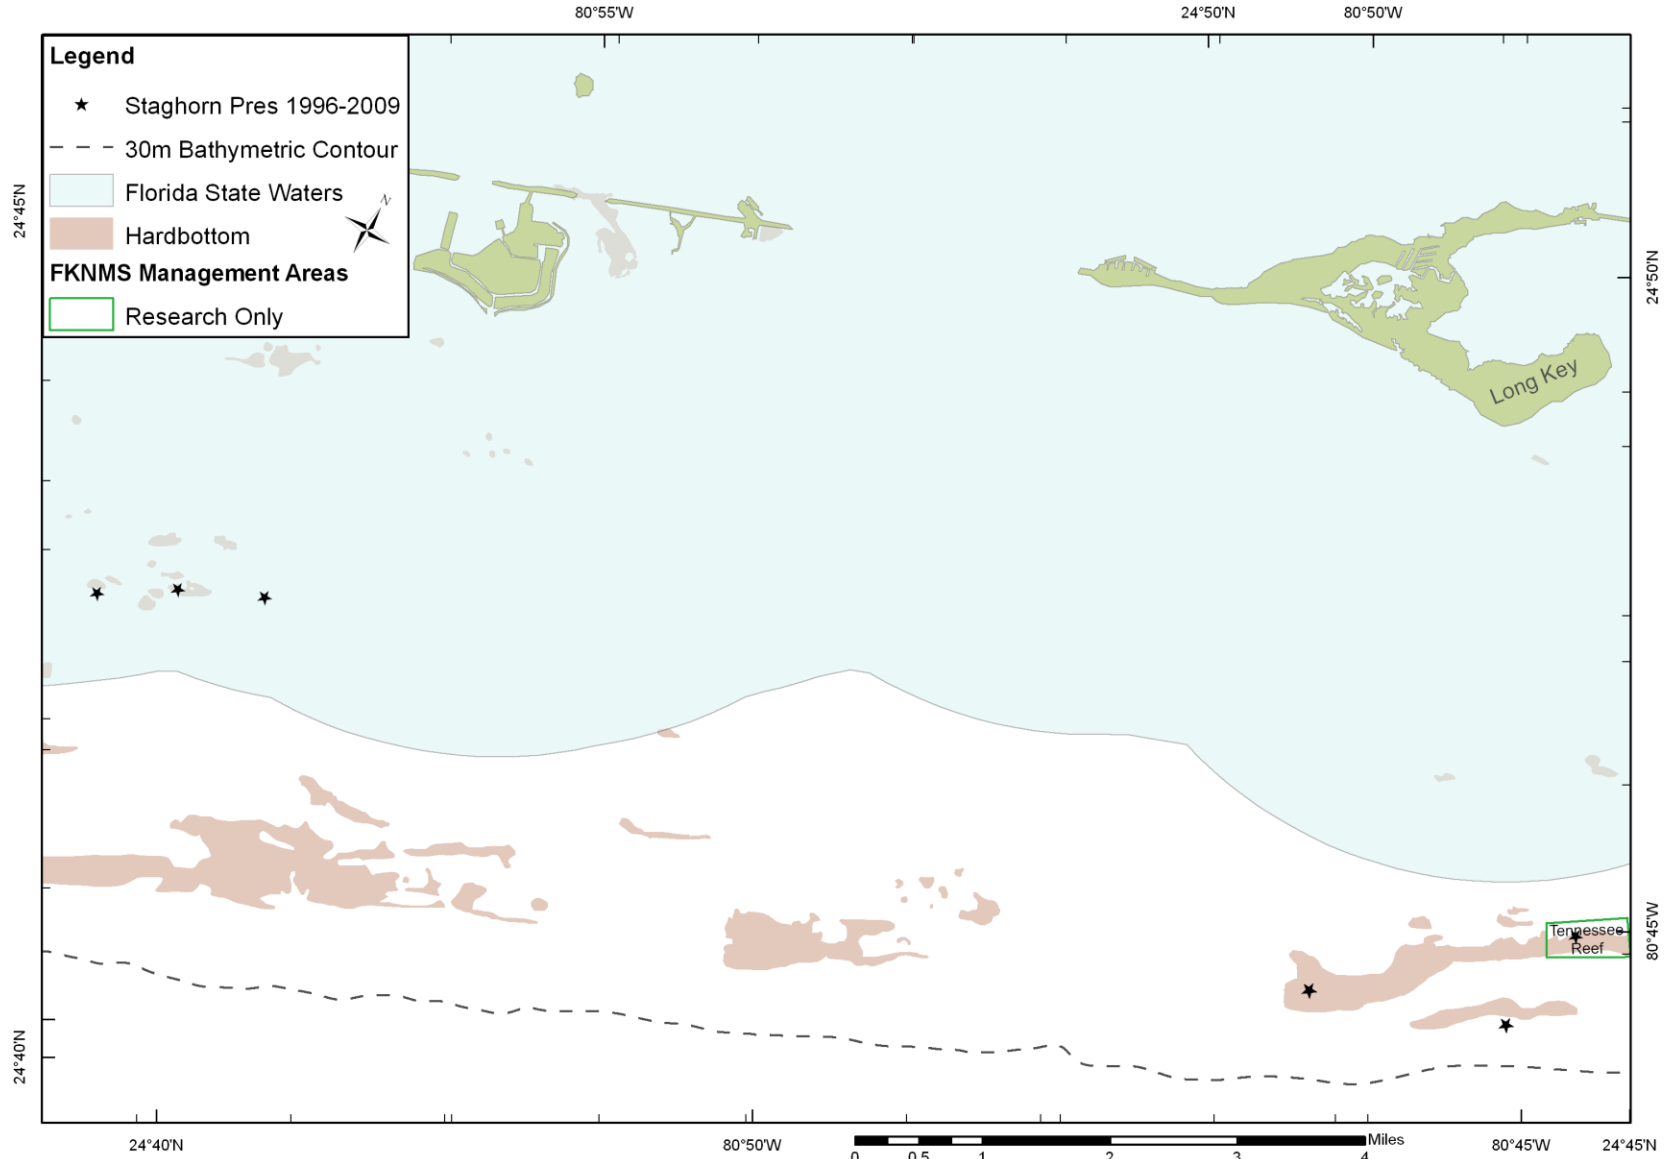 80°55'W
24°50'N
80°50'W
Legend
Staghorn Pres 1996-2009
30m Bathymetric Contour
Florida State Waters
Hardbottom
N
FKNMS Management Areas
Research Only
24°45'N
24°50'N
Long Key
Tennessee
Reef
80°45'W
24°40'N
24°40'N
80°50'W
80°45'W
24°45'N
Miles
0 0.5 1 2 3 4